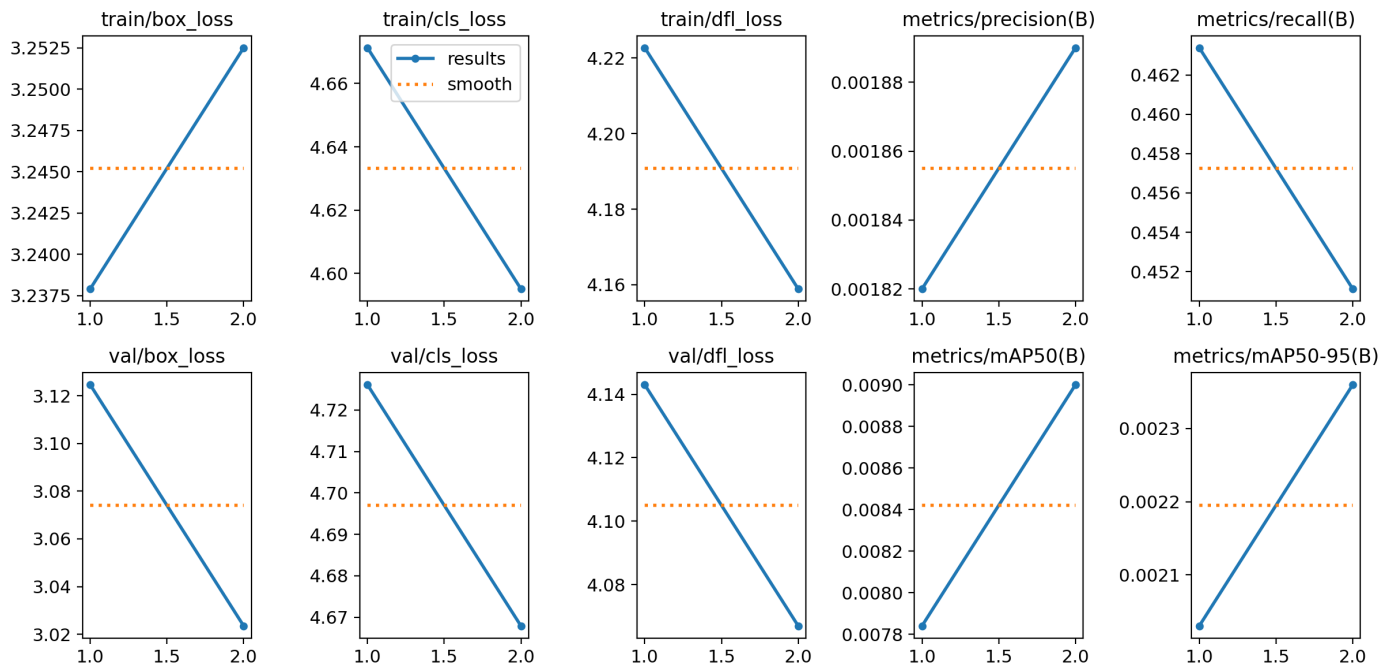 train/box_loss
3.2525
3.2500
3.2475
3.2450
3.2425
3.2400
3.2375
1.0 1.5 2.0
train/cls_loss
results
smooth
4.66
4.64
4.62
4.60
1.0 1.5 2.0
train/dfl_loss
4.22
4.20
4.18
4.16
1.0 1.5 2.0
metrics/precision(B)
0.00188
0.00186
0.00184
0.00182
1.0 1.5 2.0
metrics/recall(B)
0.462
0.460
0.458
0.456
0.454
0.452
1.0 1.5 2.0
val/box_loss
3.12
3.10
3.08
3.06
3.04
3.02
1.0 1.5 2.0
val/cls_loss
4.72
4.71
4.70
4.69
4.68
4.67
1.0 1.5 2.0
val/dfl_loss
4.14
4.12
4.10
4.08
1.0 1.5 2.0
metrics/mAP50(B)
0.0090
0.0088
0.0086
0.0084
0.0082
0.0080
0.0078
1.0 1.5 2.0
metrics/mAP50-95(B)
0.0023
0.0022
0.0021
1.0 1.5 2.0